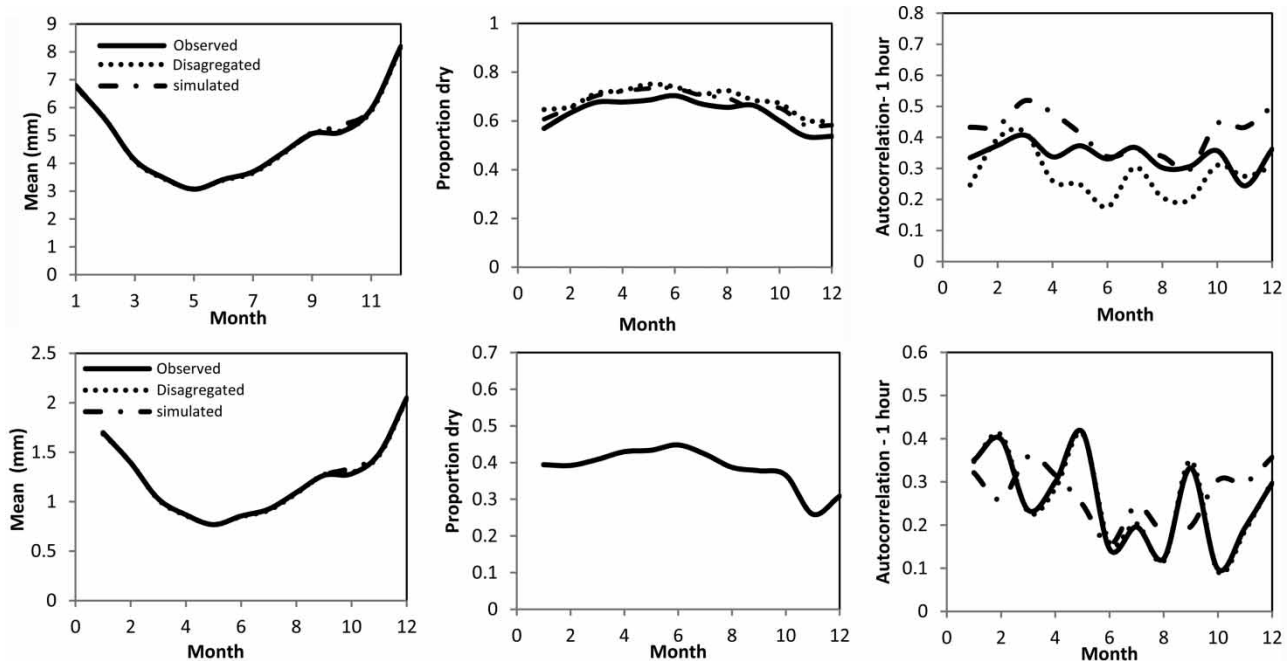 9
8
7
6
5
4
3
2
1
0
Mean (mm)
Observed
Disagregated
simulated
1 3 5 7 9 11
Month
1
0.8
0.6
0.4
0.2
0
Proportion dry
0 2 4 6 8 10 12
Month
0.8
0.7
0.6
0.5
0.4
0.3
0.2
0.1
0
Autocorrelation- 1 hour
0 2 4 6 8 10 12
Month
2.5
2
1.5
1
0.5
0
Mean (mm)
Observed
Disagregated
simulated
0 2 4 6 8 10 12
Month
0.7
0.6
0.5
0.4
0.3
0.2
0.1
0
Proportion dry
0 2 4 6 8 10 12
Month
0.6
0.5
0.4
0.3
0.2
0.1
0
Autocorrelation - 1 hour
0 2 4 6 8 10 12
Month